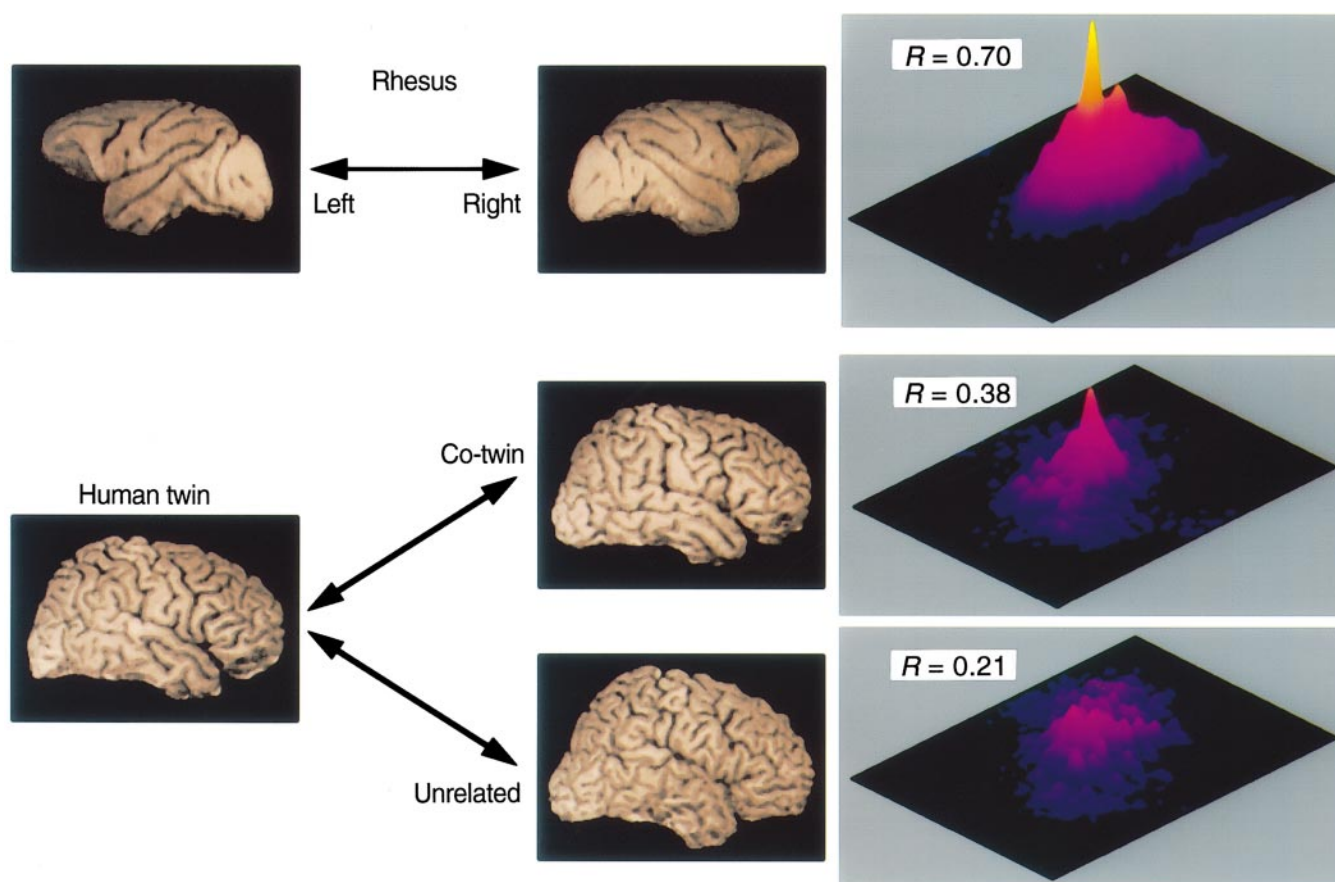 Rhesus
Left
Right
R = 0.70
Human twin
Co-twin
R = 0.38
Unrelated
R = 0.21